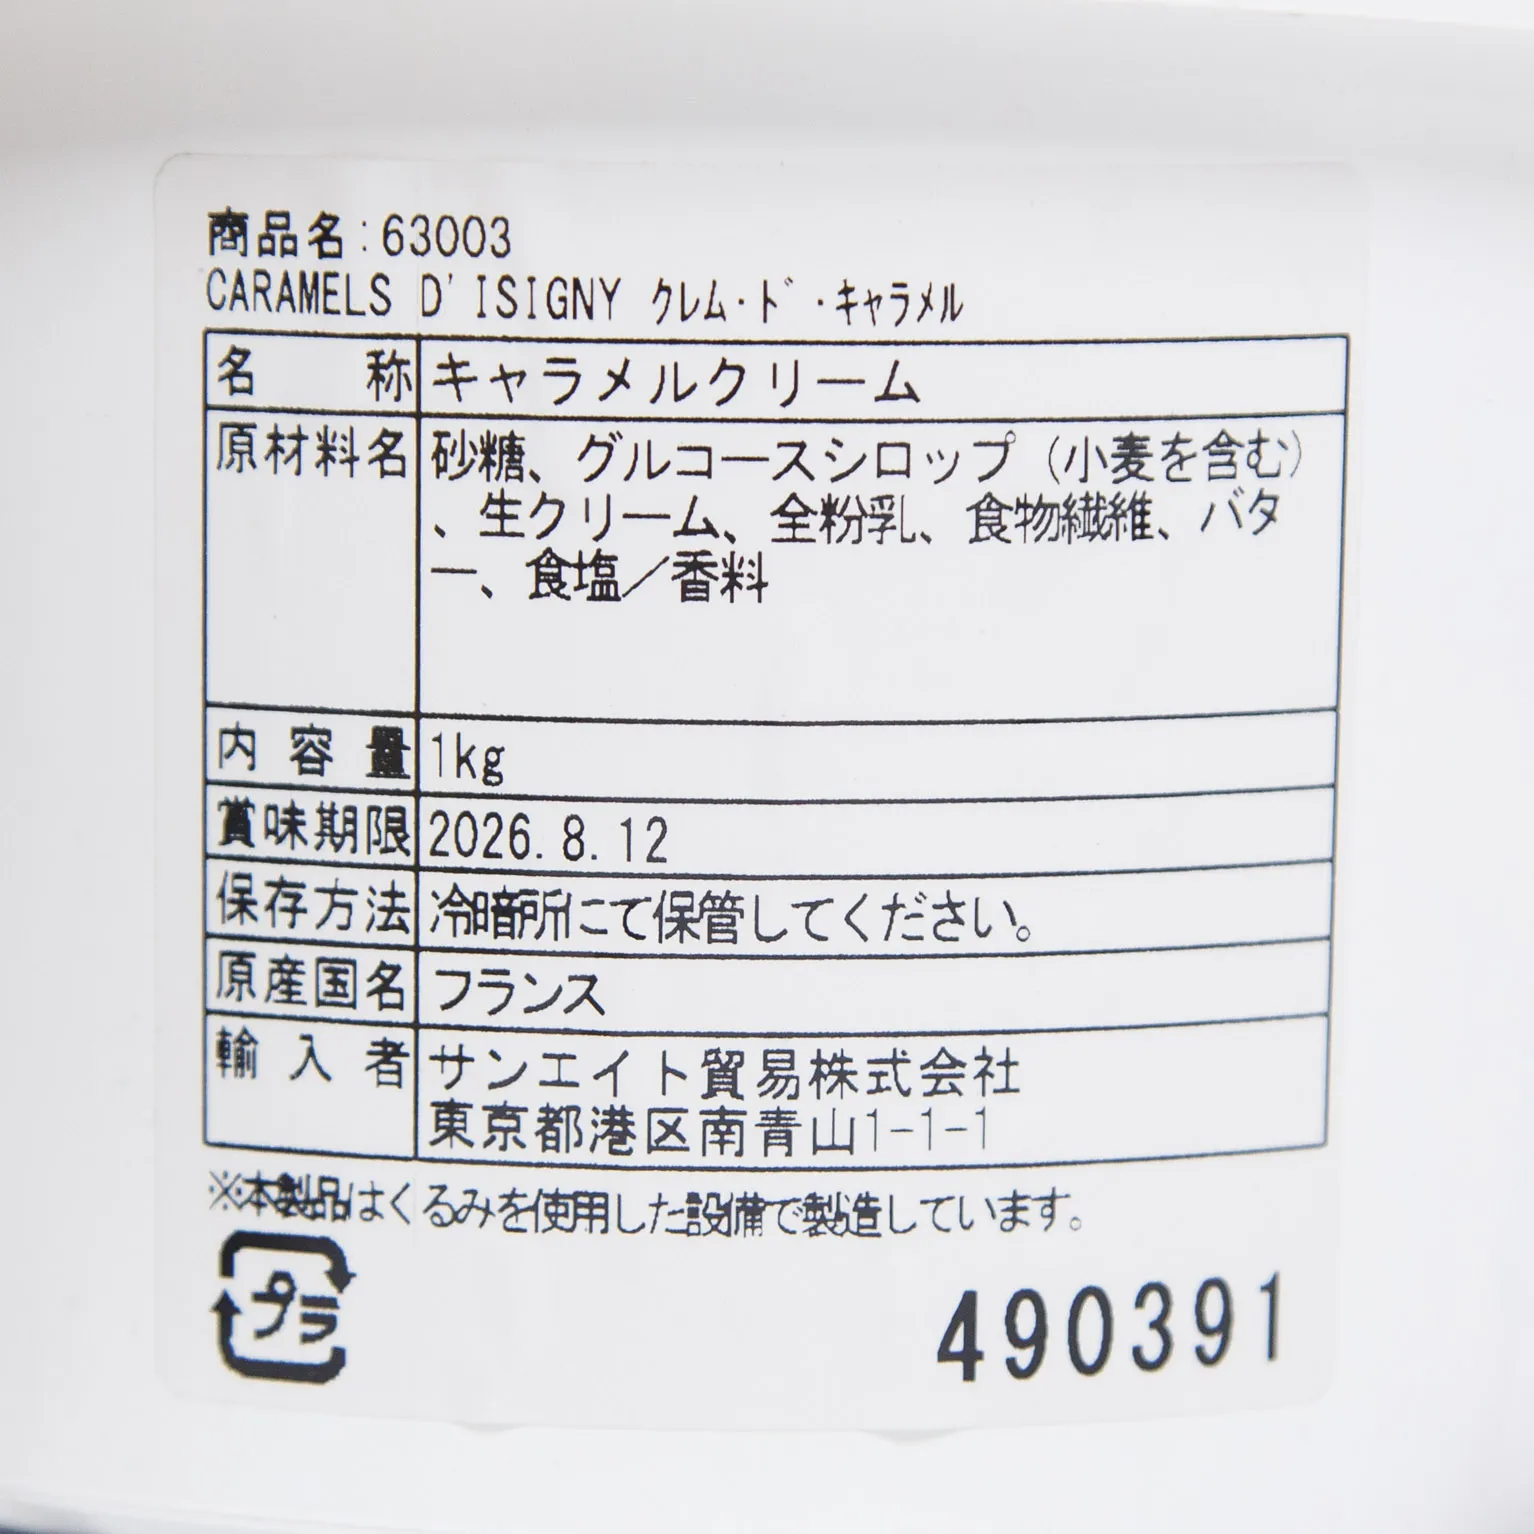 商品名:63003
CARAMELS D'ISIGNY クレム・ド・キャラメル
名称 キャラメルクリーム
原材料名 砂糖、グルコースシロップ（小麦を含む）
、生クリーム、全粉乳、食物繊維、バタ
ー、食塩／香料
内容量 1kg
賞味期限 2026.8.12
保存方法 冷暗所にて保管してください。
原産国名 フランス
輸入者 サンエイト貿易株式会社
東京都港区南青山1-1-1
※本製品はくるみを使用した設備で製造しています。
プラ
490391